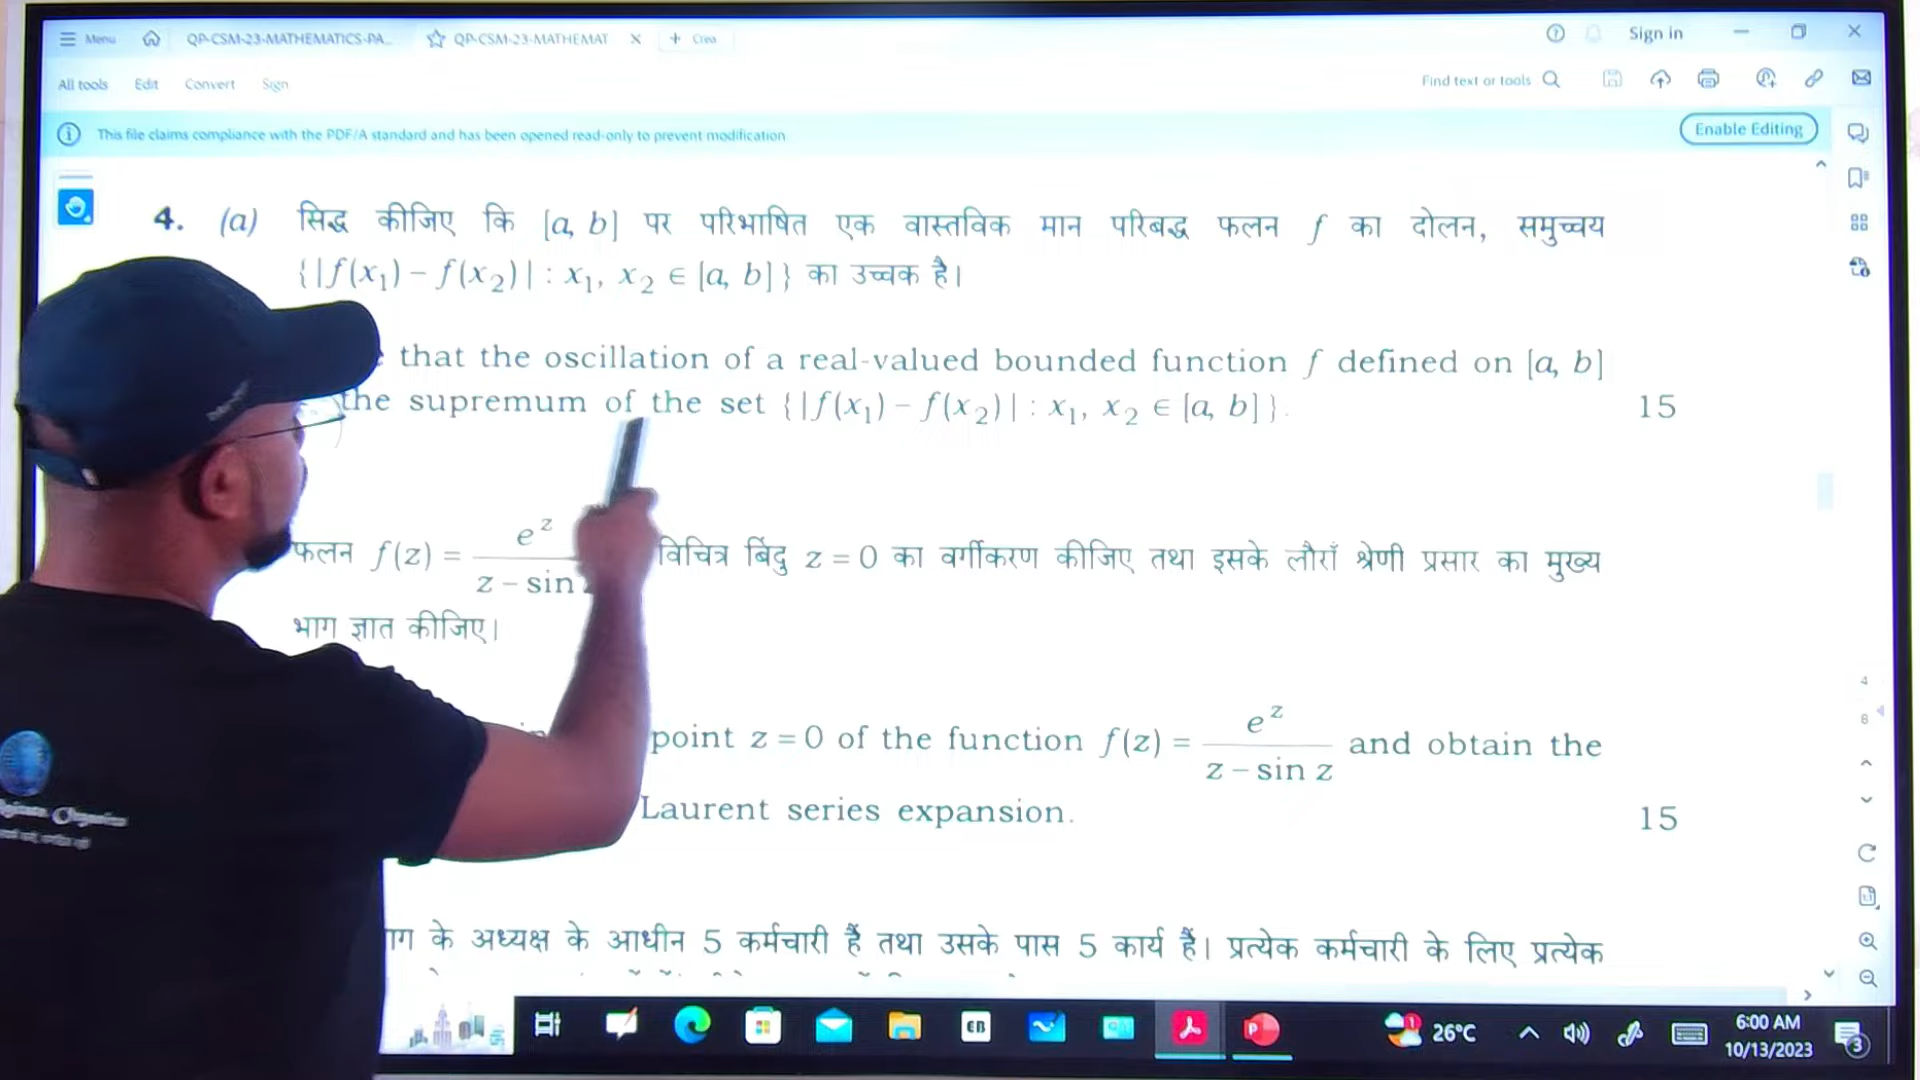 Menu QP-CSM-23-MATHEMATICS-PA... QP-CSM-23-MATHEMAT + Crea Sign in
All tools Edit Convert Sign Find text or tools
This file claims compliance with the PDF/A standard and has been opened read-only to prevent modification Enable Editing
4. (a) सिद्ध कीजिए कि [a, b] पर परिभाषित एक वास्तविक मान परिबद्ध फलन f का दोलन, समुच्चय
{|f(x₁) − f(x₂)| : x₁, x₂ ∈ [a, b]} का उच्चक है।
that the oscillation of a real-valued bounded function f defined on [a, b]
the supremum of the set {|f(x₁) − f(x₂)| : x₁, x₂ ∈ [a, b]}. 15
फलन f(z) = e^z / z − sin विचित्र बिंदु z = 0 का वर्गीकरण कीजिए तथा इसके लौराँ श्रेणी प्रसार का मुख्य
भाग ज्ञात कीजिए।
point z = 0 of the function f(z) = e^z / z − sin z and obtain the
Laurent series expansion. 15
के अध्यक्ष के आधीन 5 कर्मचारी हैं तथा उसके पास 5 कार्य हैं। प्रत्येक कर्मचारी के लिए प्रत्येक
4
6
26°C 6:00 AM
10/13/2023 3